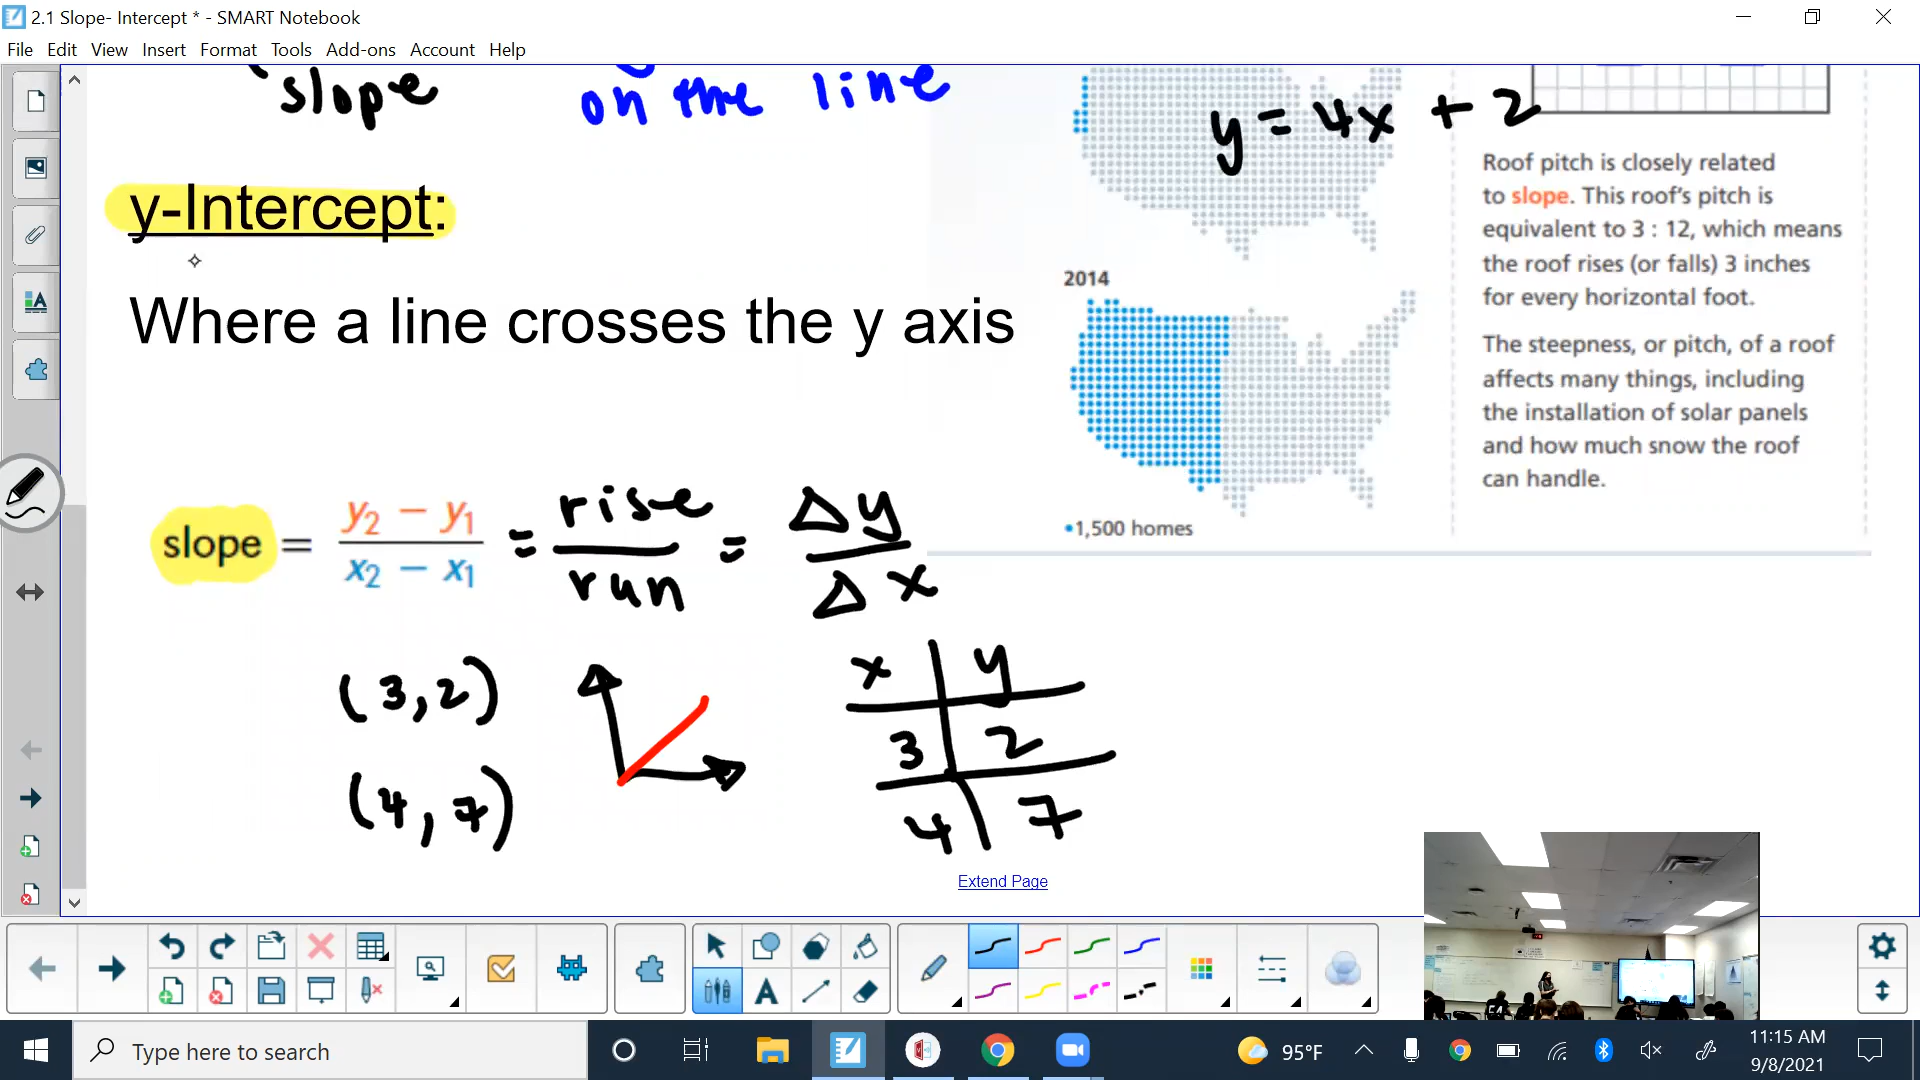 2.1 Slope- Intercept * - SMART Notebook
File Edit View Insert Format Tools Add-ons Account Help
slope
on the line
y = 4x + 2
y-Intercept:
Where a line crosses the y axis
2014
1,500 homes
Roof pitch is closely related
to slope. This roof's pitch is
equivalent to 3 : 12, which means
the roof rises (or falls) 3 inches
for every horizontal foot.
The steepness, or pitch, of a roof
affects many things, including
the installation of solar panels
and how much snow the roof
can handle.
slope = y₂ − y₁ / x₂ − x₁ = rise / run = Δy / Δx
(3,2)
(4,7)
x y
3 2
4 7
Extend Page
Type here to search
95°F
11:15 AM
9/8/2021